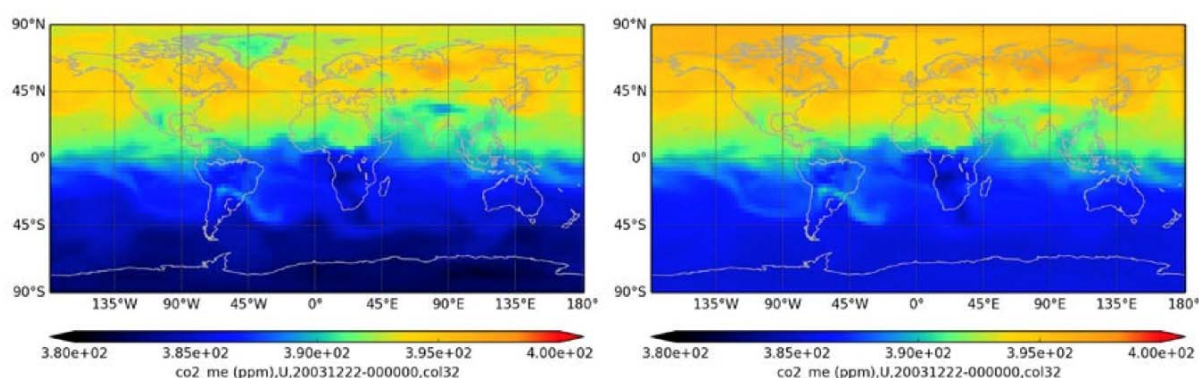 90°N
45°N
0°
45°S
90°S
135°W 90°W 45°W 0° 45°E 90°E 135°E 180°
3.80e+02 3.85e+02 3.90e+02 3.95e+02 4.00e+02
co2_me (ppm),U,20031222-000000,col32
90°N
45°N
0°
45°S
90°S
135°W 90°W 45°W 0° 45°E 90°E 135°E 180°
3.80e+02 3.85e+02 3.90e+02 3.95e+02 4.00e+02
co2_me (ppm),U,20031222-000000,col32